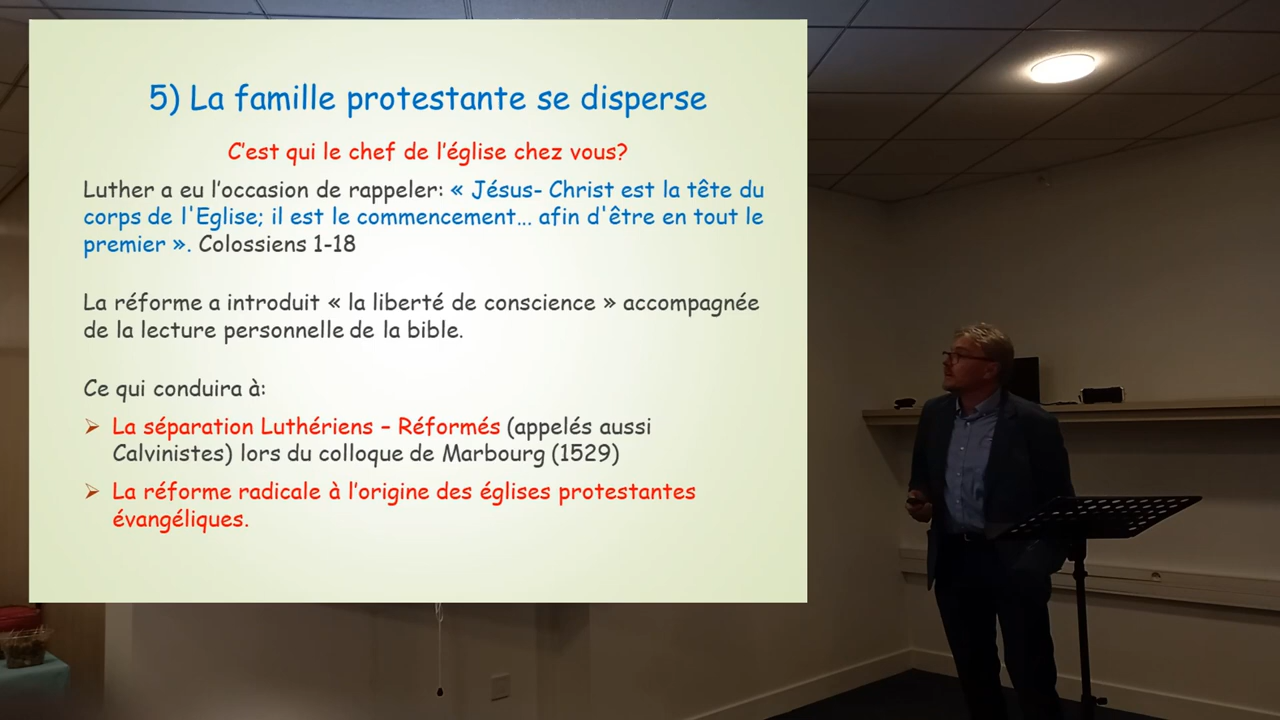 5) La famille protestante se disperse
C'est qui le chef de l'église chez vous?
Luther a eu l'occasion de rappeler: « Jésus- Christ est la tête du
corps de l'Eglise; il est le commencement... afin d'être en tout le
premier ». Colossiens 1-18
La réforme a introduit « la liberté de conscience » accompagnée
de la lecture personnelle de la bible.
Ce qui conduira à:
➢ La séparation Luthériens – Réformés (appelés aussi
Calvinistes) lors du colloque de Marbourg (1529)
➢ La réforme radicale à l'origine des églises protestantes
évangéliques.